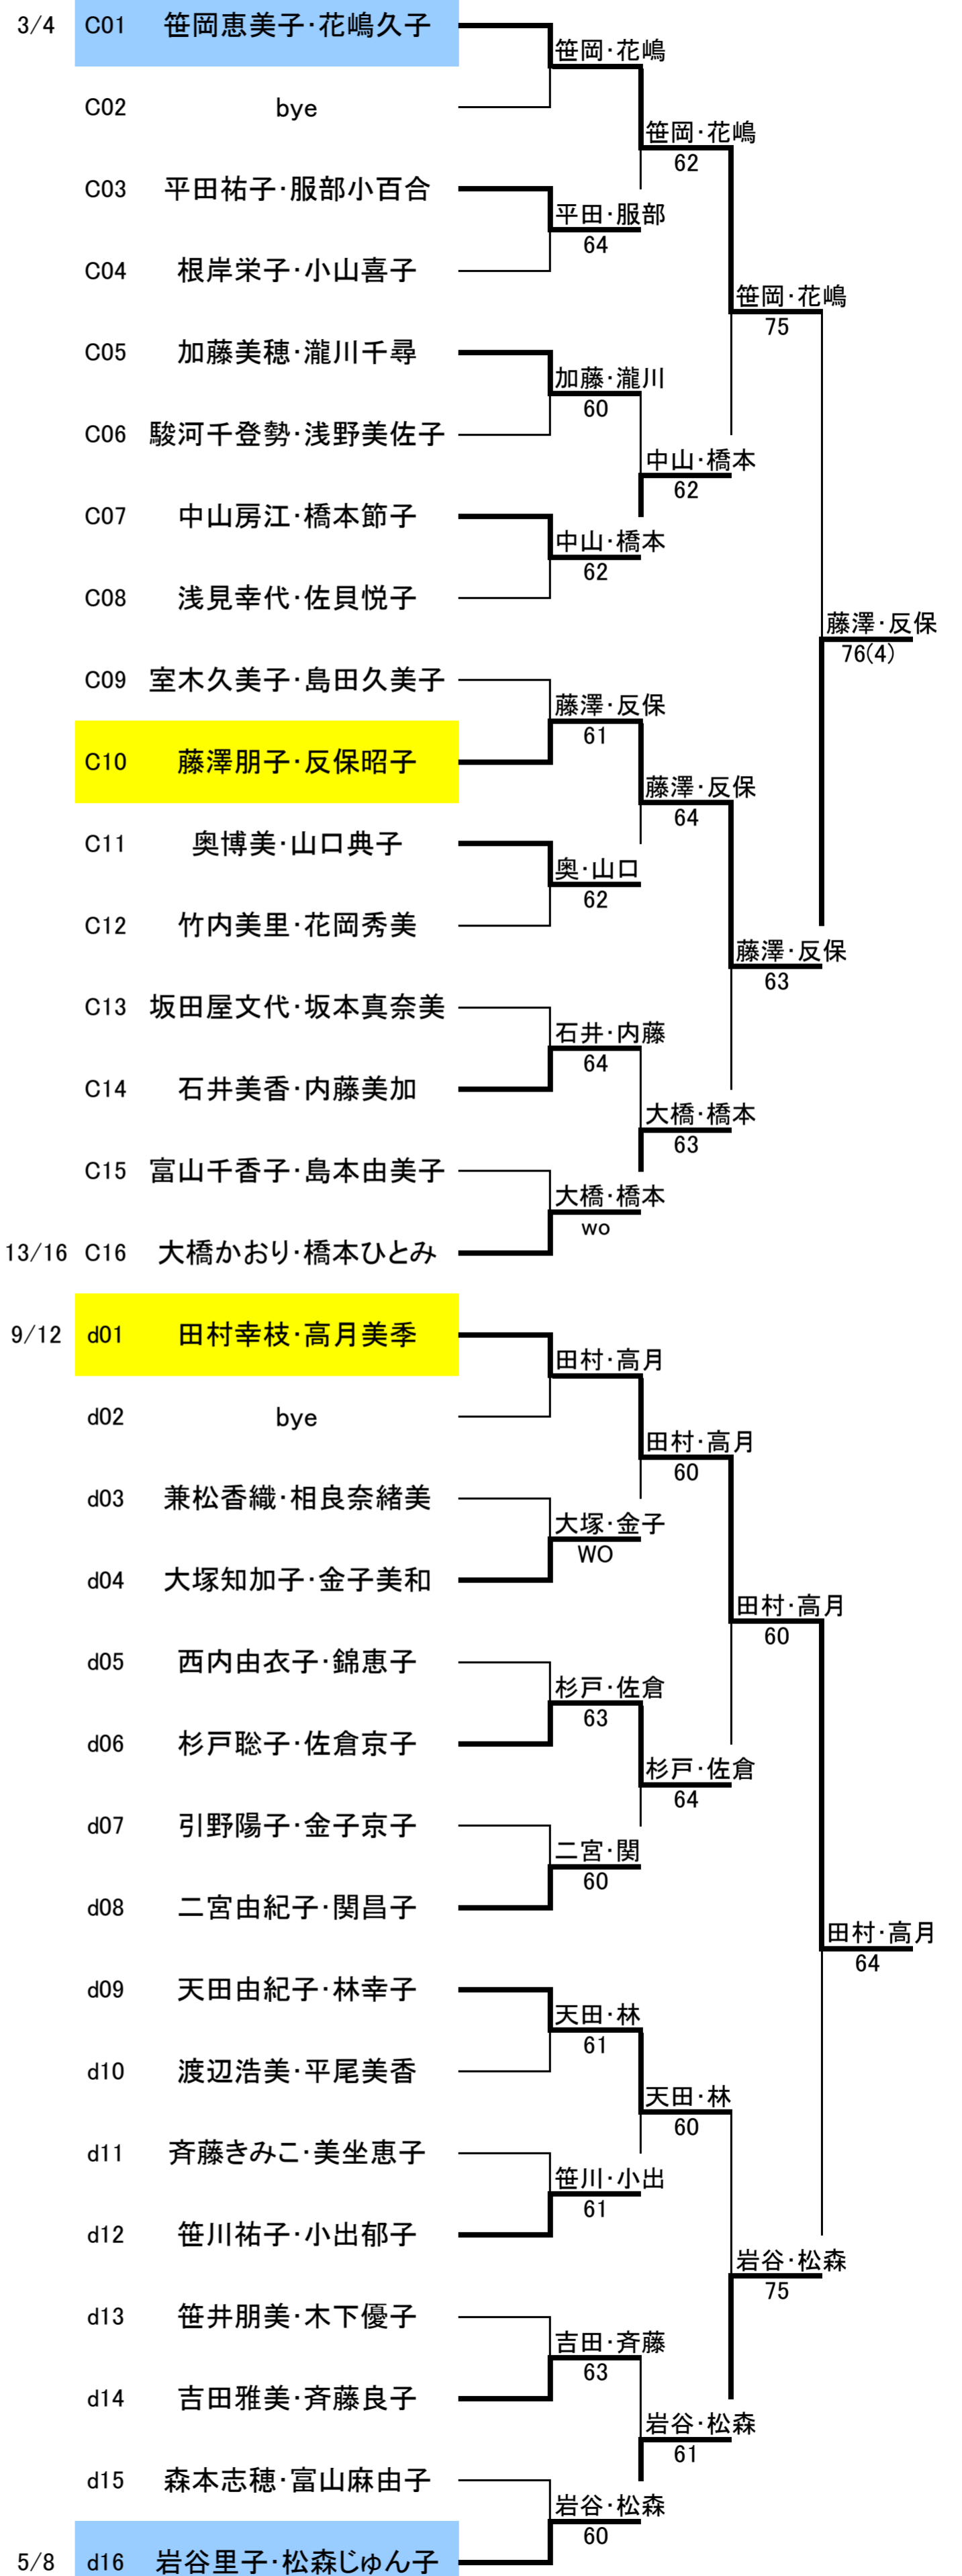 3/4 C01 笹岡恵美子・花嶋久子
笹岡・花嶋
C02 bye
笹岡・花嶋
62
C03 平田祐子・服部小百合
平田・服部
64
C04 根岸栄子・小山喜子
笹岡・花嶋
75
C05 加藤美穂・瀧川千尋
加藤・瀧川
60
C06 駿河千登勢・浅野美佐子
中山・橋本
62
C07 中山房江・橋本節子
中山・橋本
62
C08 浅見幸代・佐貝悦子
藤澤・反保
76(4)
C09 室木久美子・島田久美子
藤澤・反保
61
C10 藤澤朋子・反保昭子
藤澤・反保
64
C11 奥博美・山口典子
奥・山口
62
C12 竹内美里・花岡秀美
藤澤・反保
63
C13 坂田屋文代・坂本真奈美
石井・内藤
64
C14 石井美香・内藤美加
大橋・橋本
63
C15 富山千香子・島本由美子
大橋・橋本
wo
13/16 C16 大橋かおり・橋本ひとみ
9/12 d01 田村幸枝・高月美季
田村・高月
d02 bye
田村・高月
60
d03 兼松香織・相良奈緒美
大塚・金子
WO
d04 大塚知加子・金子美和
田村・高月
60
d05 西内由衣子・錦恵子
杉戸・佐倉
63
d06 杉戸聡子・佐倉京子
杉戸・佐倉
64
d07 引野陽子・金子京子
二宮・関
60
d08 二宮由紀子・関昌子
田村・高月
64
d09 天田由紀子・林幸子
天田・林
61
d10 渡辺浩美・平尾美香
天田・林
60
d11 斉藤きみこ・美坐恵子
笹川・小出
61
d12 笹川祐子・小出郁子
岩谷・松森
75
d13 笹井朋美・木下優子
吉田・斉藤
63
d14 吉田雅美・斉藤良子
岩谷・松森
61
d15 森本志穂・富山麻由子
岩谷・松森
60
5/8 d16 岩谷里子・松森じゅん子